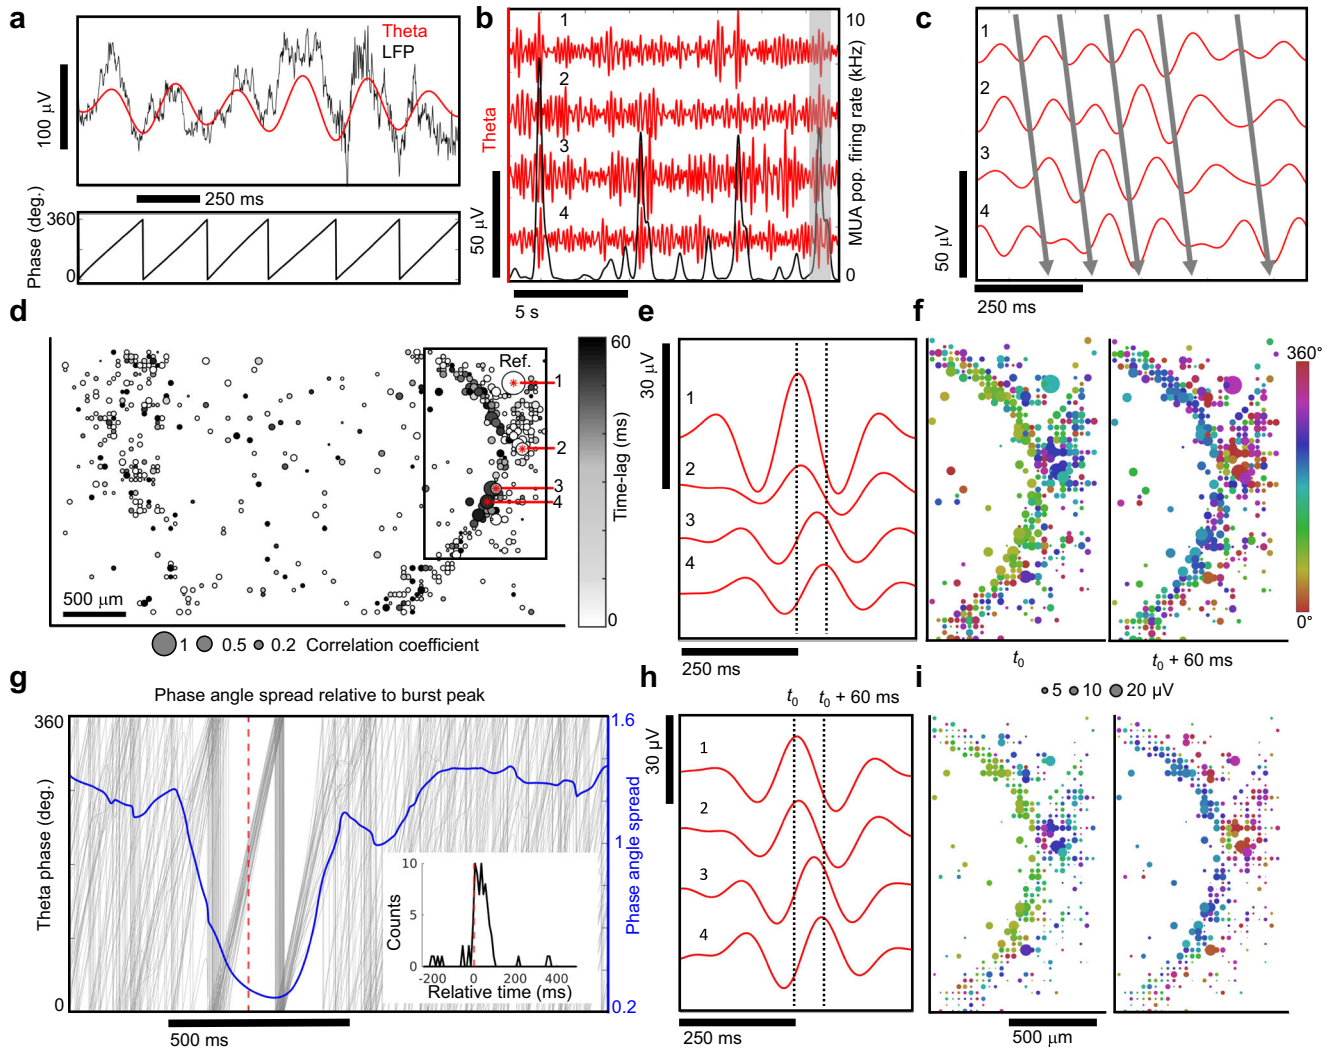 a
Theta
LFP
100 µV
250 ms
Phase (deg.)
360
0
b
Theta
1
2
3
4
50 µV
5 s
10
0
MUA pop. firing rate (kHz)
c
1
2
3
4
50 µV
250 ms
d
Ref.
1
2
3
4
500 µm
1 0.5 0.2 Correlation coefficient
60
0
Time-lag (ms)
e
30 µV
1
2
3
4
250 ms
f
360°
0°
t0
t0 + 60 ms
g
Phase angle spread relative to burst peak
Theta phase (deg.)
360
0
1.6
1
0.2
Phase angle spread
Counts
10
5
0
-200 0 200 400
Relative time (ms)
500 ms
h
t0 t0 + 60 ms
30 µV
1
2
3
4
250 ms
i
5 10 20 µV
500 µm